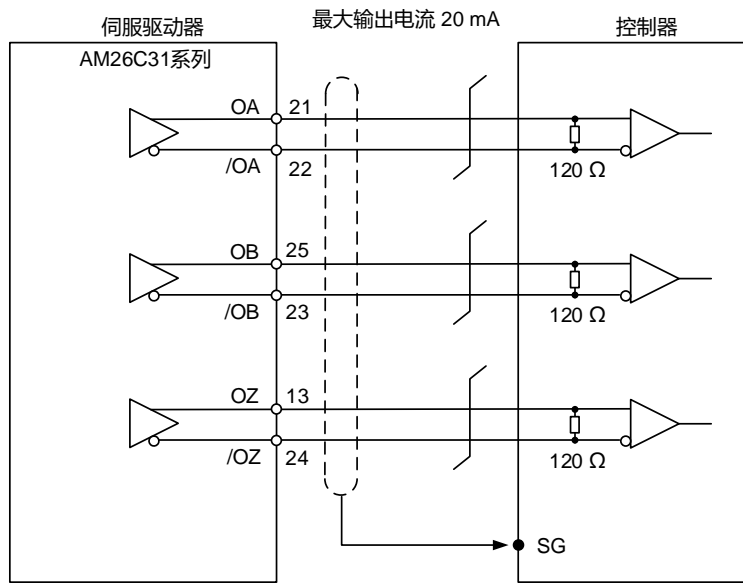 最大输出电流 20 mA
伺服驱动器
控制器
AM26C31系列
OA 21
/OA 22
120 Ω
OB 25
/OB 23
120 Ω
OZ 13
/OZ 24
120 Ω
SG